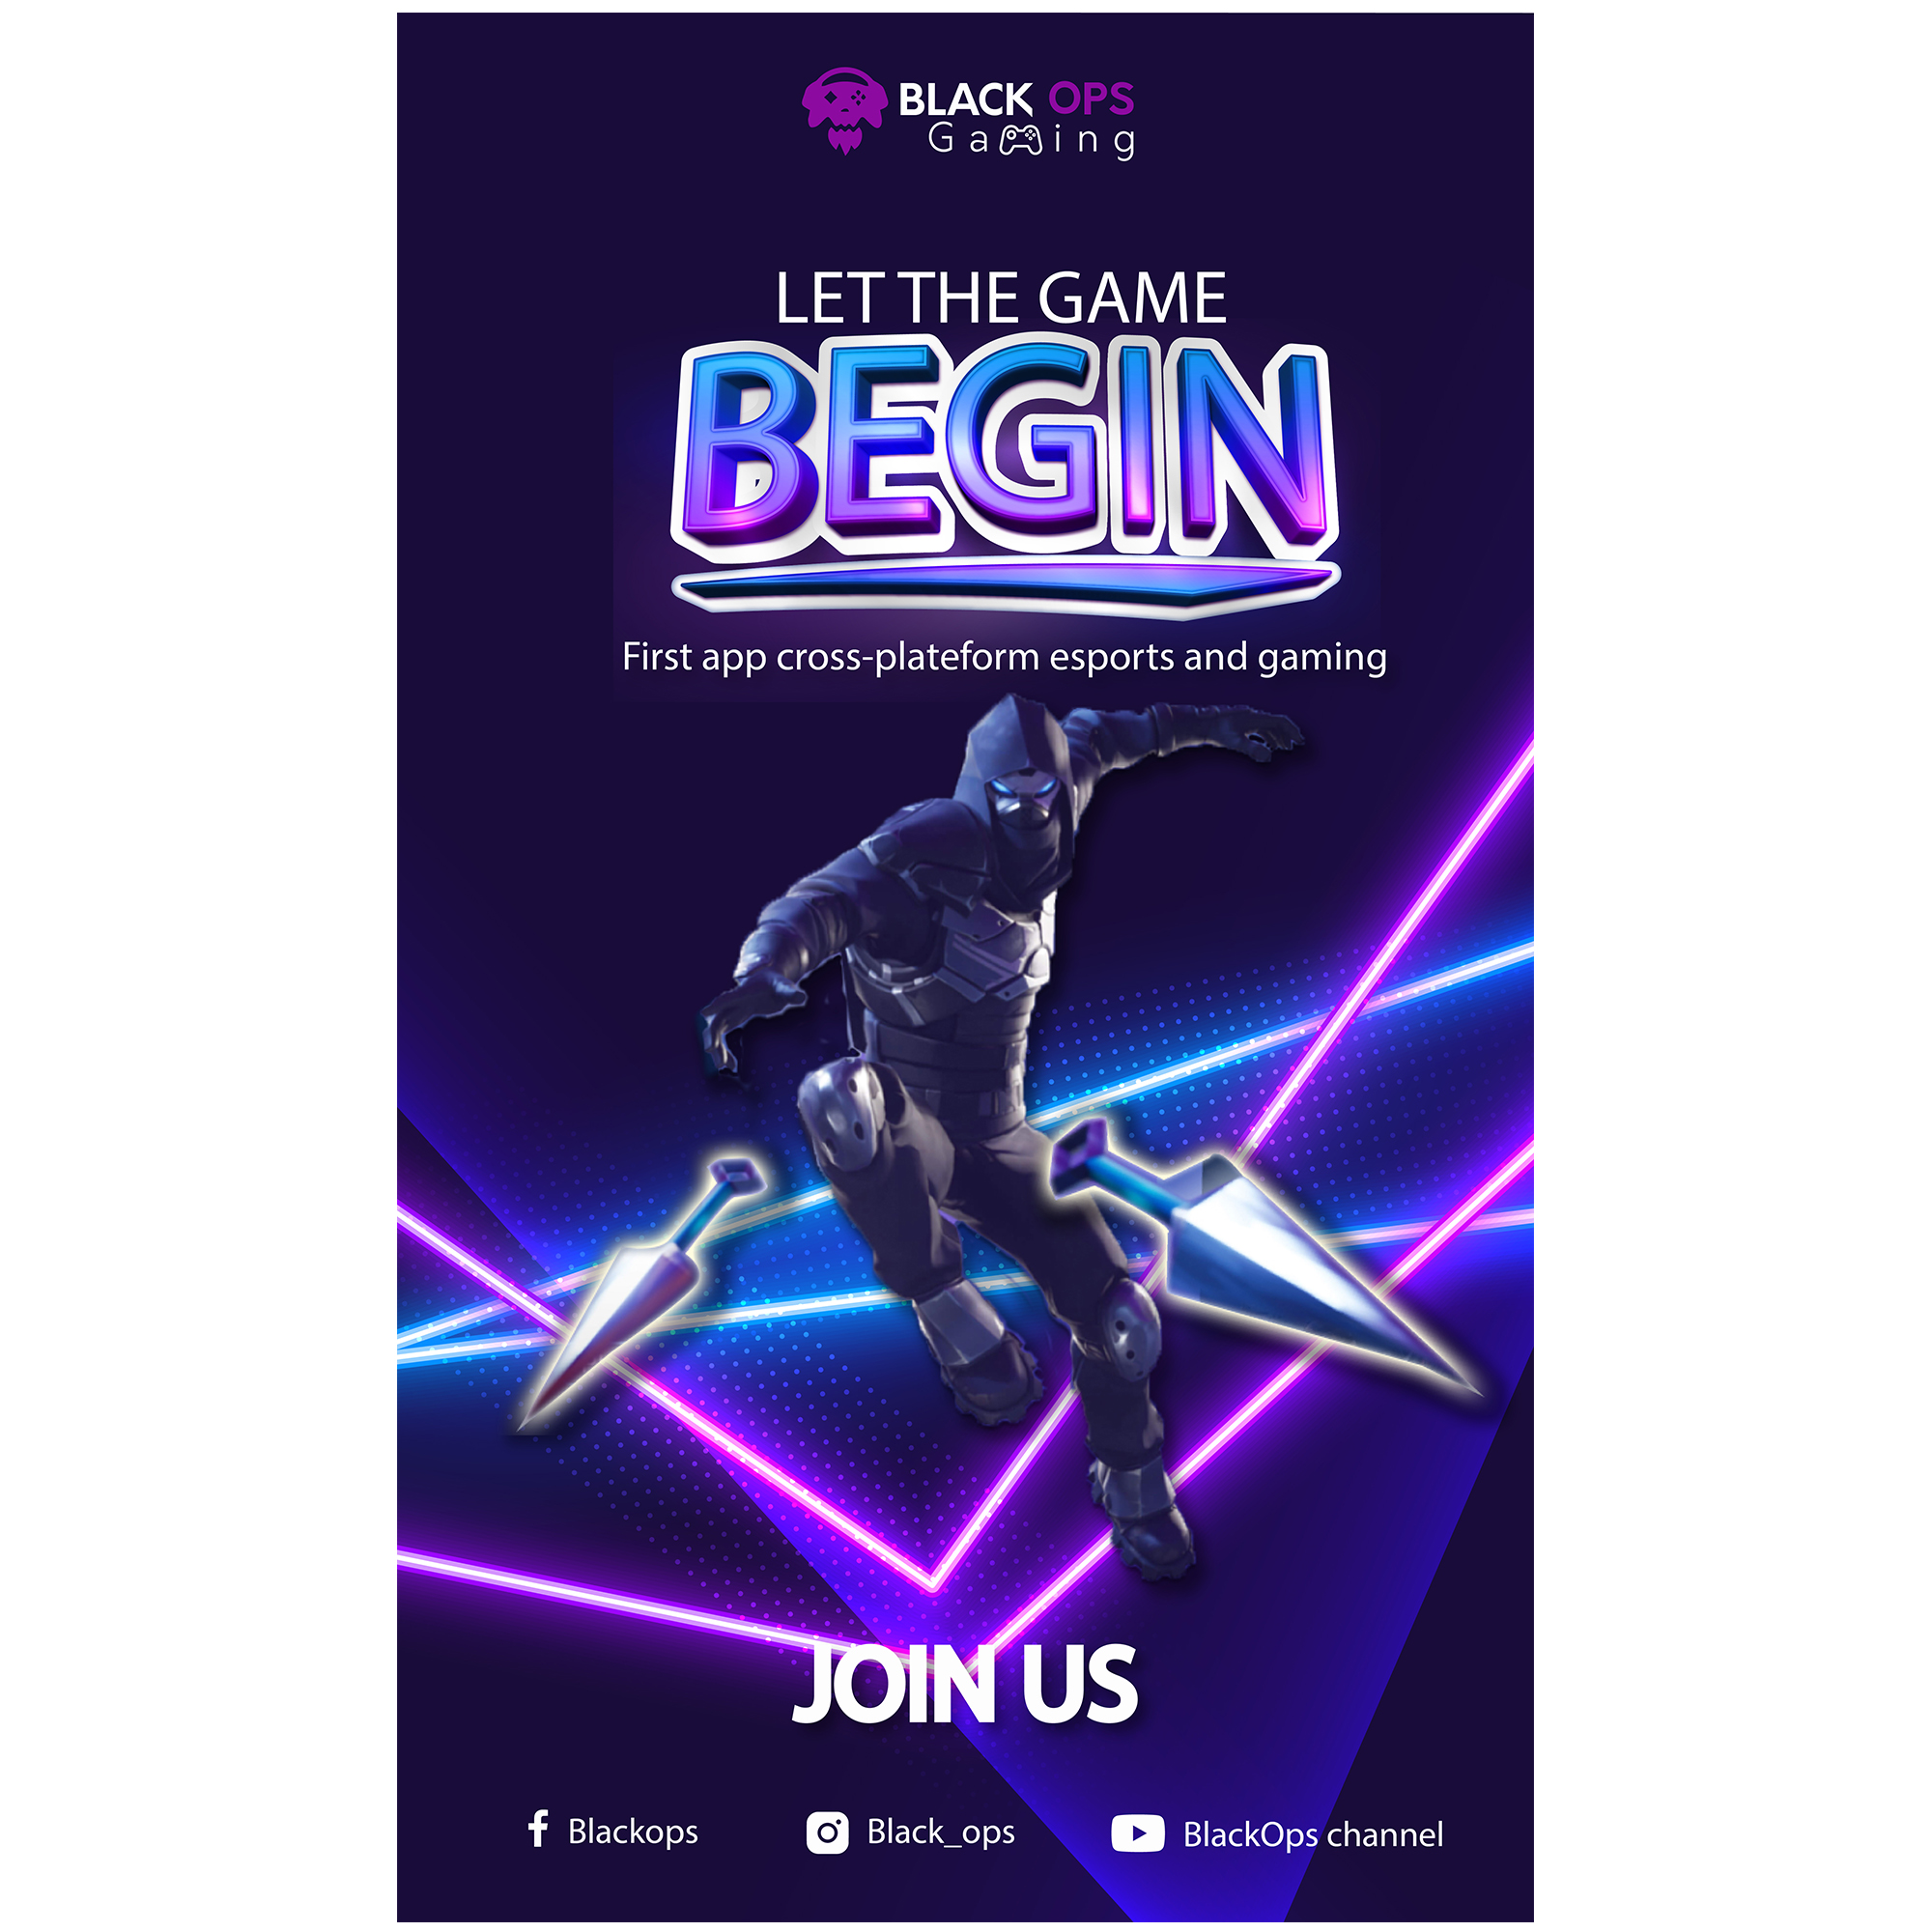 BLACK OPS
Gaming
LET THE GAME
BEGIN
First app cross-plateform esports and gaming
JOIN US
Blackops
Black_ops
BlackOps channel